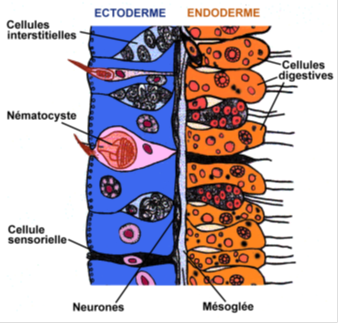 ECTODERME
ENDODERME
Cellules
interstitielles
Cellules
digestives
Nématocyste
Cellule
sensorielle
Neurones
Mésoglée